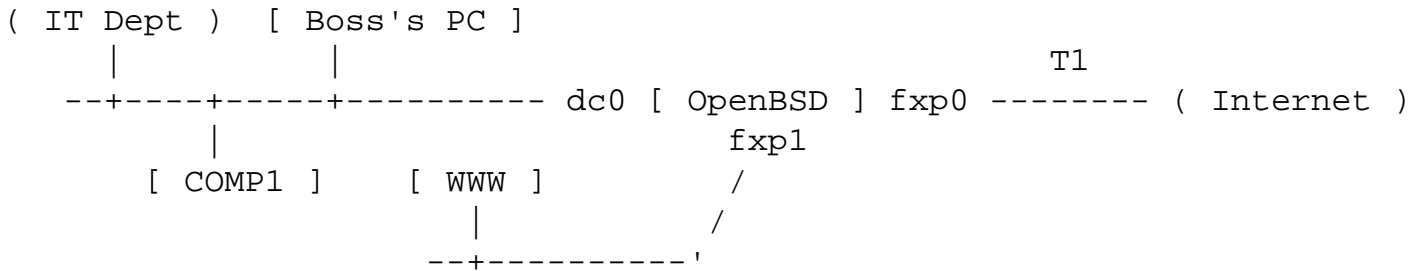 ( IT Dept )  [ Boss's PC ]
T1
dc0 [ OpenBSD ] fxp0 -------- ( Internet )
fxp1
[ COMP1 ]    [ WWW ]